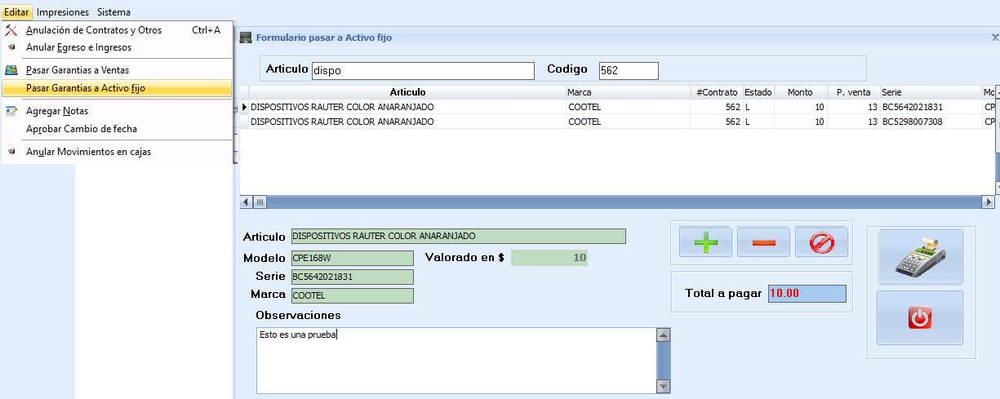 Editar Impresiones Sistema
Anulación de Contratos y Otros Ctrl+A
Anular Egreso e Ingresos
Pasar Garantias a Ventas
Pasar Garantias a Activo fijo
Agregar Notas
Aprobar Cambio de fecha
Anular Movimientos en cajas
Formulario pasar a Activo fijo
Articulo dispo Codigo 562
Articulo Marca #Contrato Estado Monto P. venta Serie Mo
DISPOSITIVOS RAUTER COLOR ANARANJADO COOTEL 562 L 10 13 BC5642021831 CP
DISPOSITIVOS RAUTER COLOR ANARANJADO COOTEL 562 L 10 13 BC5298007308 CP
Articulo DISPOSITIVOS RAUTER COLOR ANARANJADO
Modelo CPE168W Valorado en $ 10
Serie BC5642021831
Marca COOTEL
Total a pagar 10.00
Observaciones
Esto es una prueba